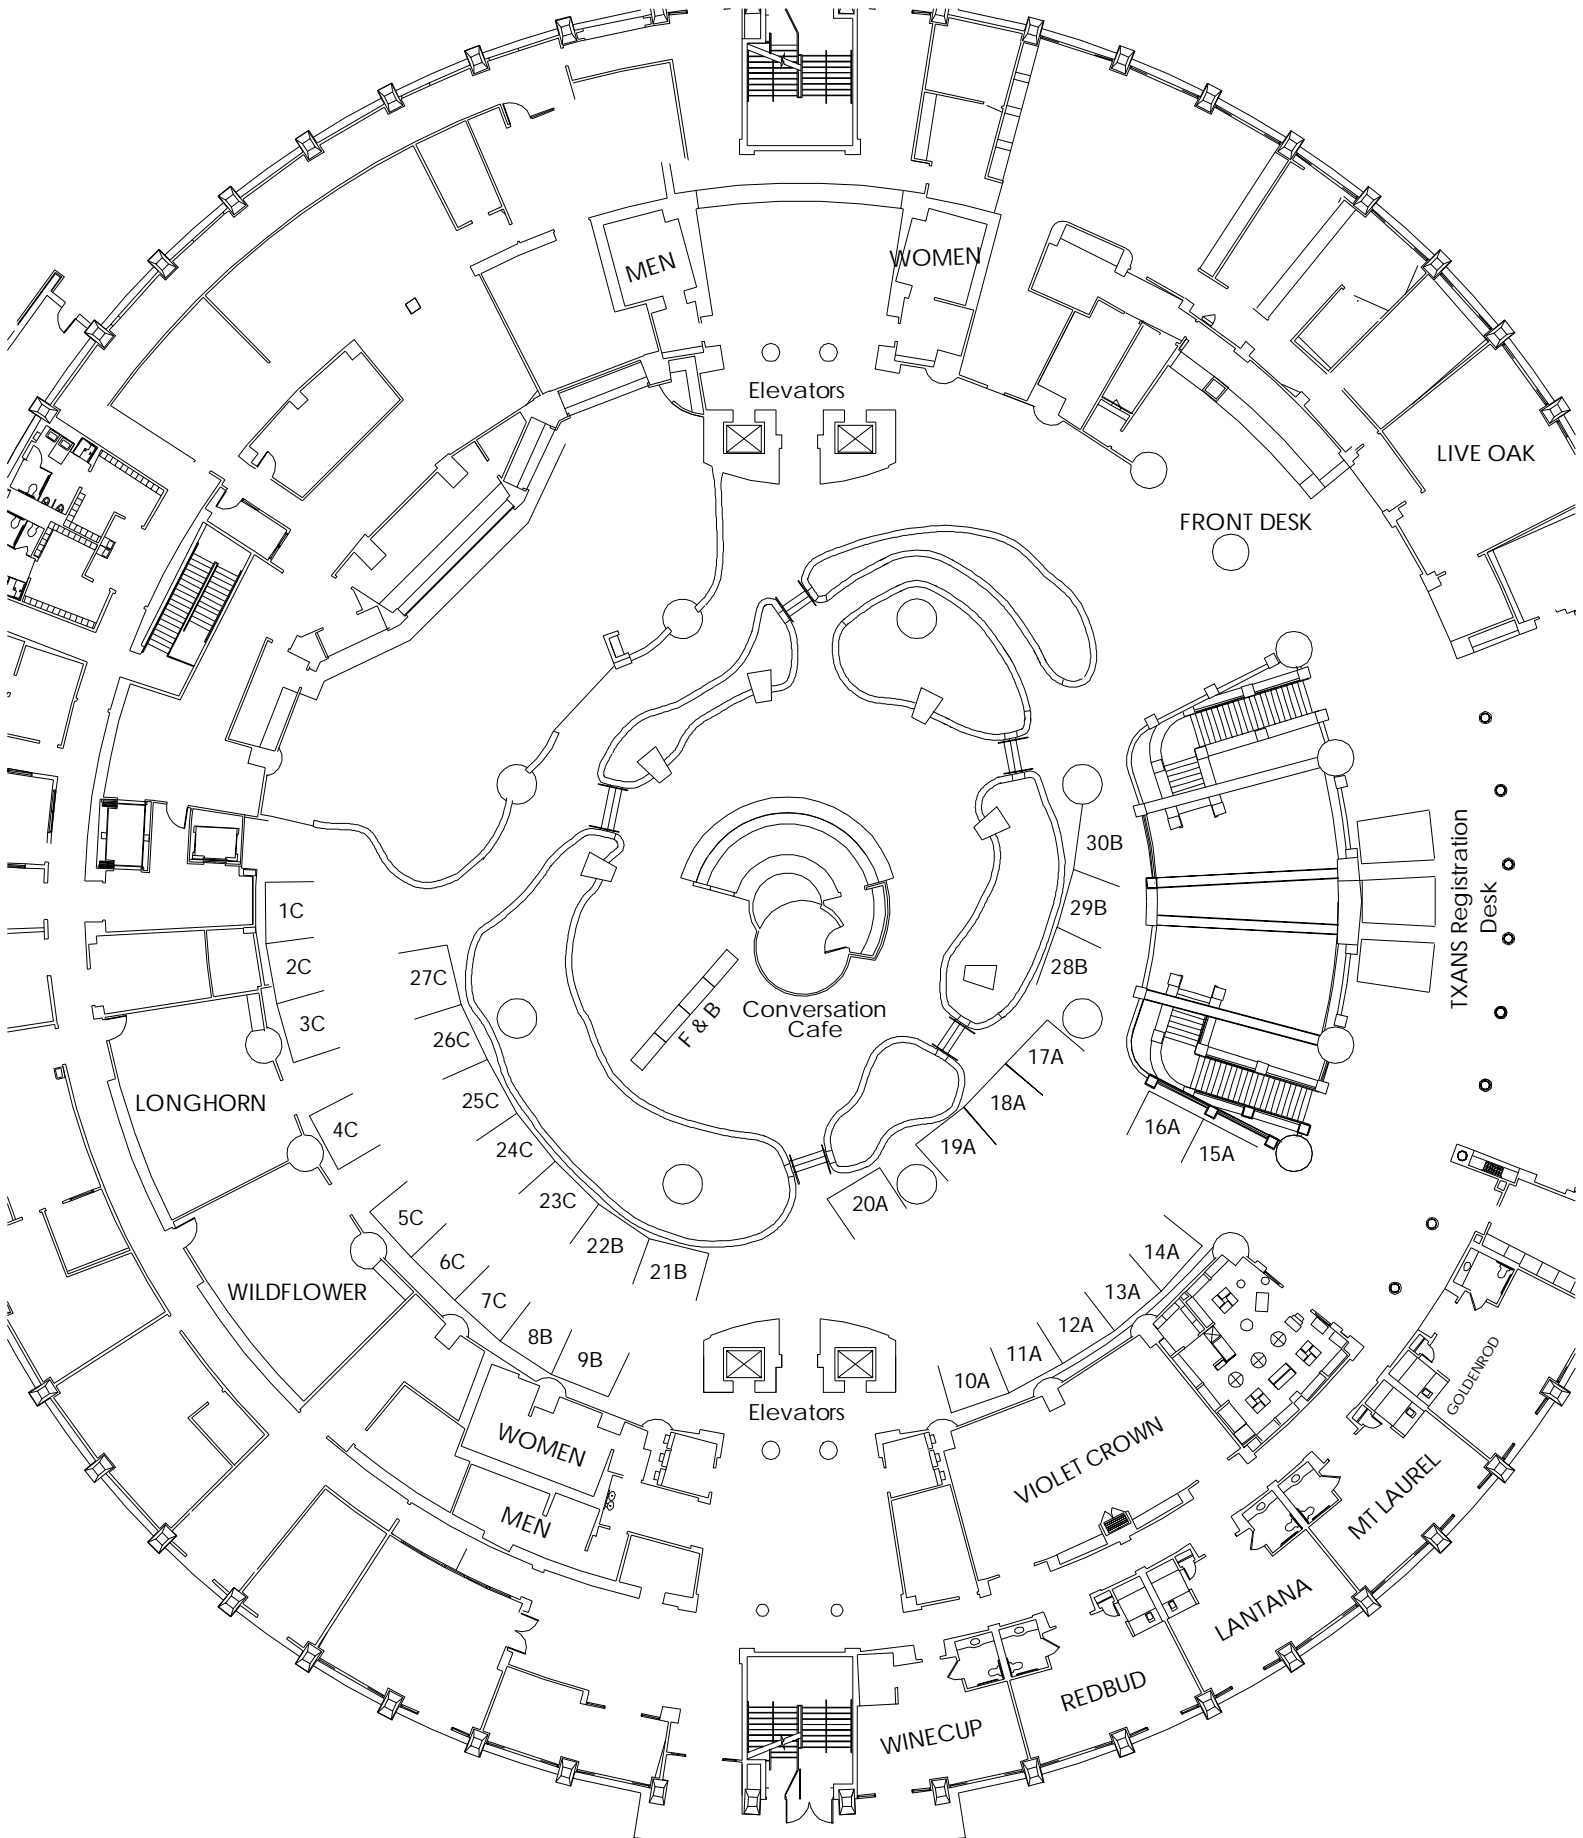 MEN
WOMEN
Elevators
LIVE OAK
FRONT DESK
30B
29B
28B
TXANS Registration
Desk
1C
2C
3C
27C
26C
25C
24C
23C
22B
21B
F & B
Conversation
Cafe
17A
18A
19A
20A
16A
15A
LONGHORN
4C
5C
6C
7C
8B
9B
WILDFLOWER
14A
13A
12A
11A
10A
Elevators
WOMEN
MEN
VIOLET CROWN
GOLDENROD
MT LAUREL
LANTANA
REDBUD
WINECUP